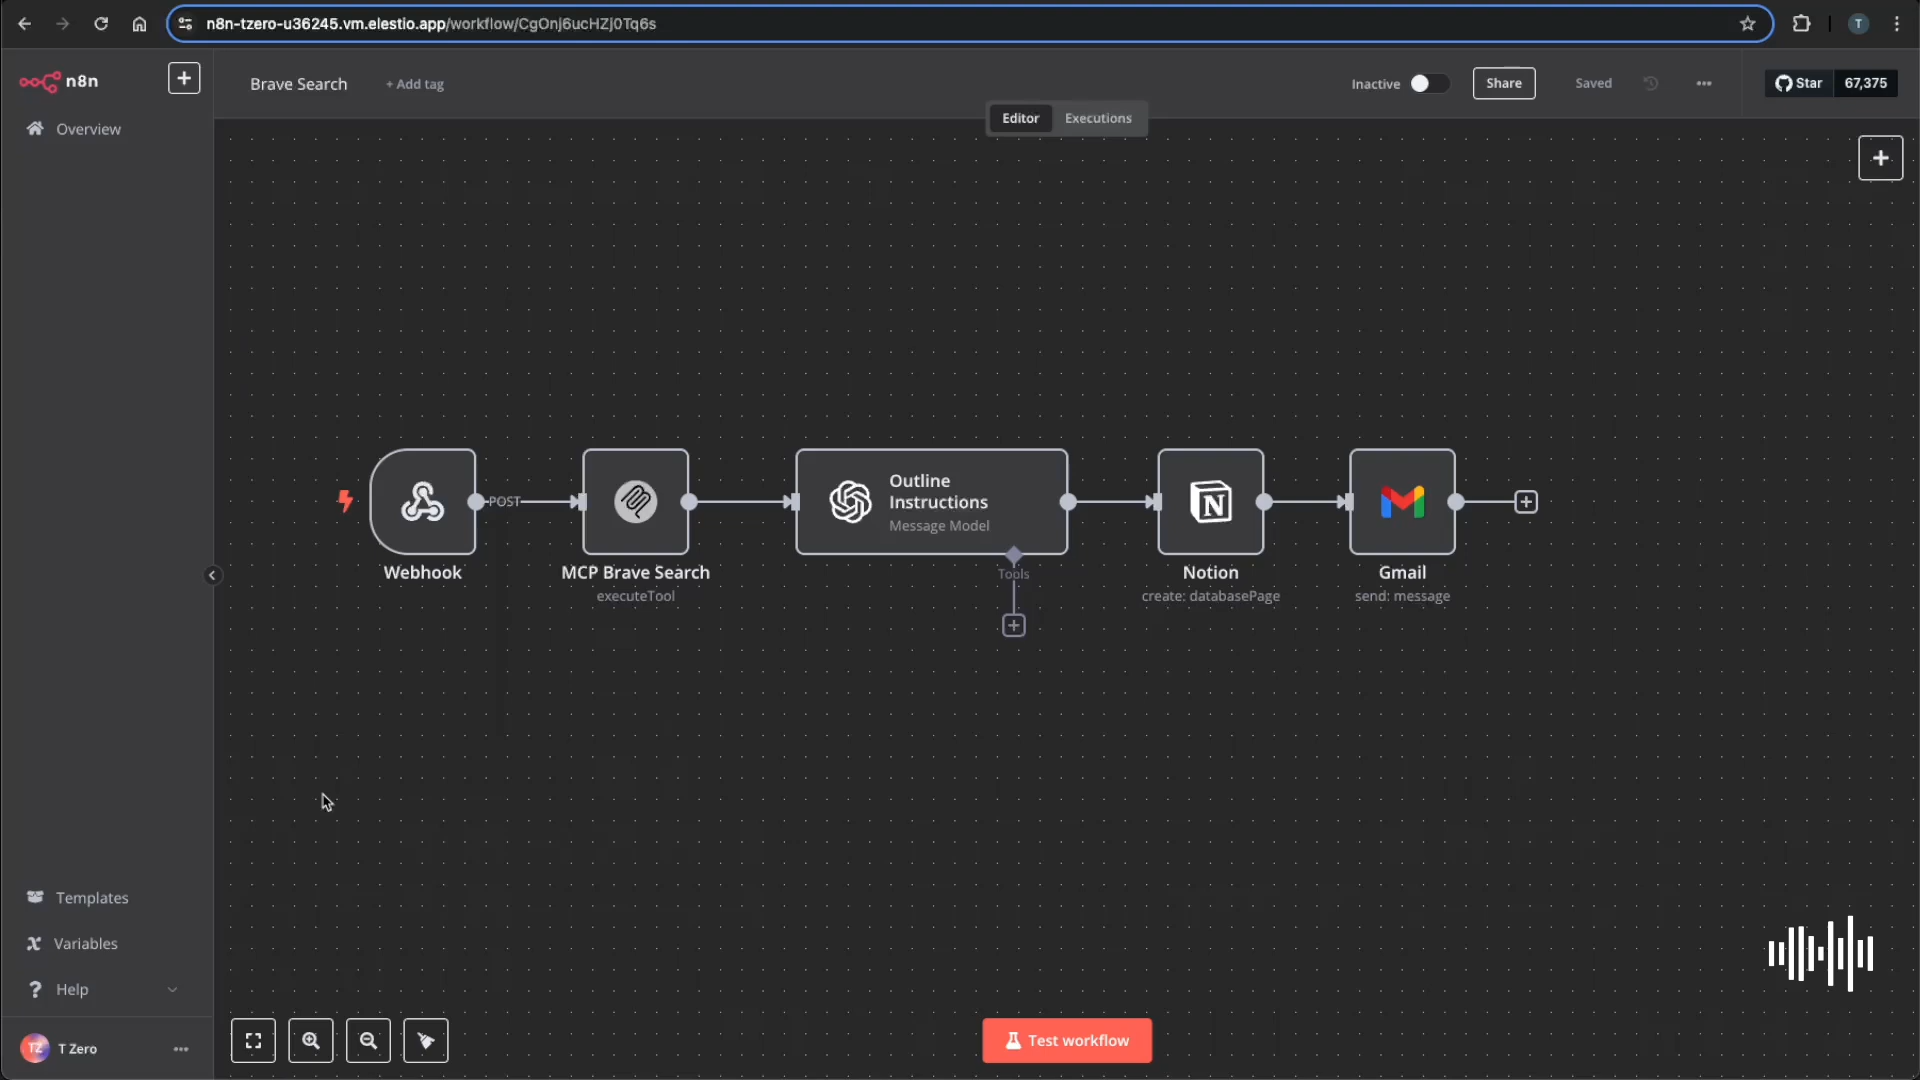 n8n-tzero-u36245.vm.elestio.app/workflow/CgOnj6ucHZj0Tq6s
T
n8n
Brave Search
+ Add tag
Inactive
Share
Saved
Star
67,375
Editor
Executions
Overview
POST
Outline
Instructions
Message Model
Webhook
MCP Brave Search
executeTool
Tools
Notion
create: databasePage
Gmail
send: message
Templates
Variables
Help
TZ
T Zero
Test workflow